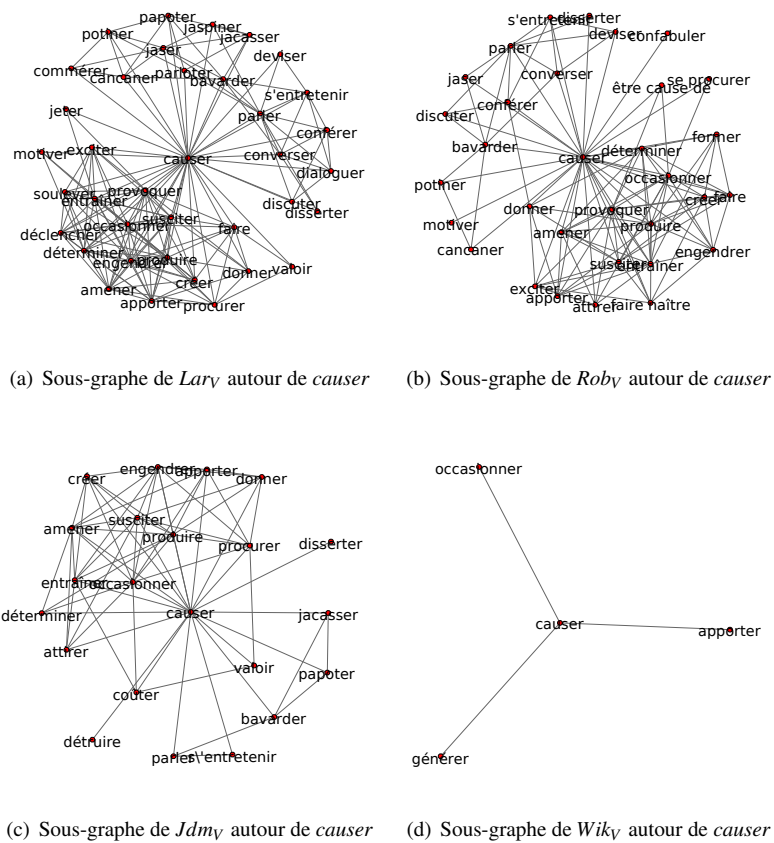 papoter
potiner
jaspiner
jacasser
jaser
deviser
commérer
cancaner
parloter
bavarder
s'entretenir
jeter
parler
conférer
motiver
exciter
causer
converser
dialoguer
soulever
provoquer
entraîner
discuter
disserter
susciter
occasionner
faire
déclencher
déterminer
engendrer
produire
donner
valoir
amener
créer
apporter
procurer
s'entretenir
disserter
deviser
confabuler
parler
converser
jaser
se procurer
être cause de
discuter
conférer
former
bavarder
causer
déterminer
occasionner
potiner
créer
faire
donner
provoquer
motiver
amener
produire
cancaner
engendrer
susciter
entraîner
exciter
apporter
attirer
faire naître
(a) Sous-graphe de LarV autour de causer
(b) Sous-graphe de RobV autour de causer
engendrer
apporter
créer
donner
susciter
amener
produire
procurer
disserter
entraîner
occasionner
déterminer
causer
jacasser
attirer
valoir
papoter
coûter
bavarder
détruire
parler
s\'entretenir
occasionner
causer
apporter
générer
(c) Sous-graphe de JdmV autour de causer
(d) Sous-graphe de WikV autour de causer